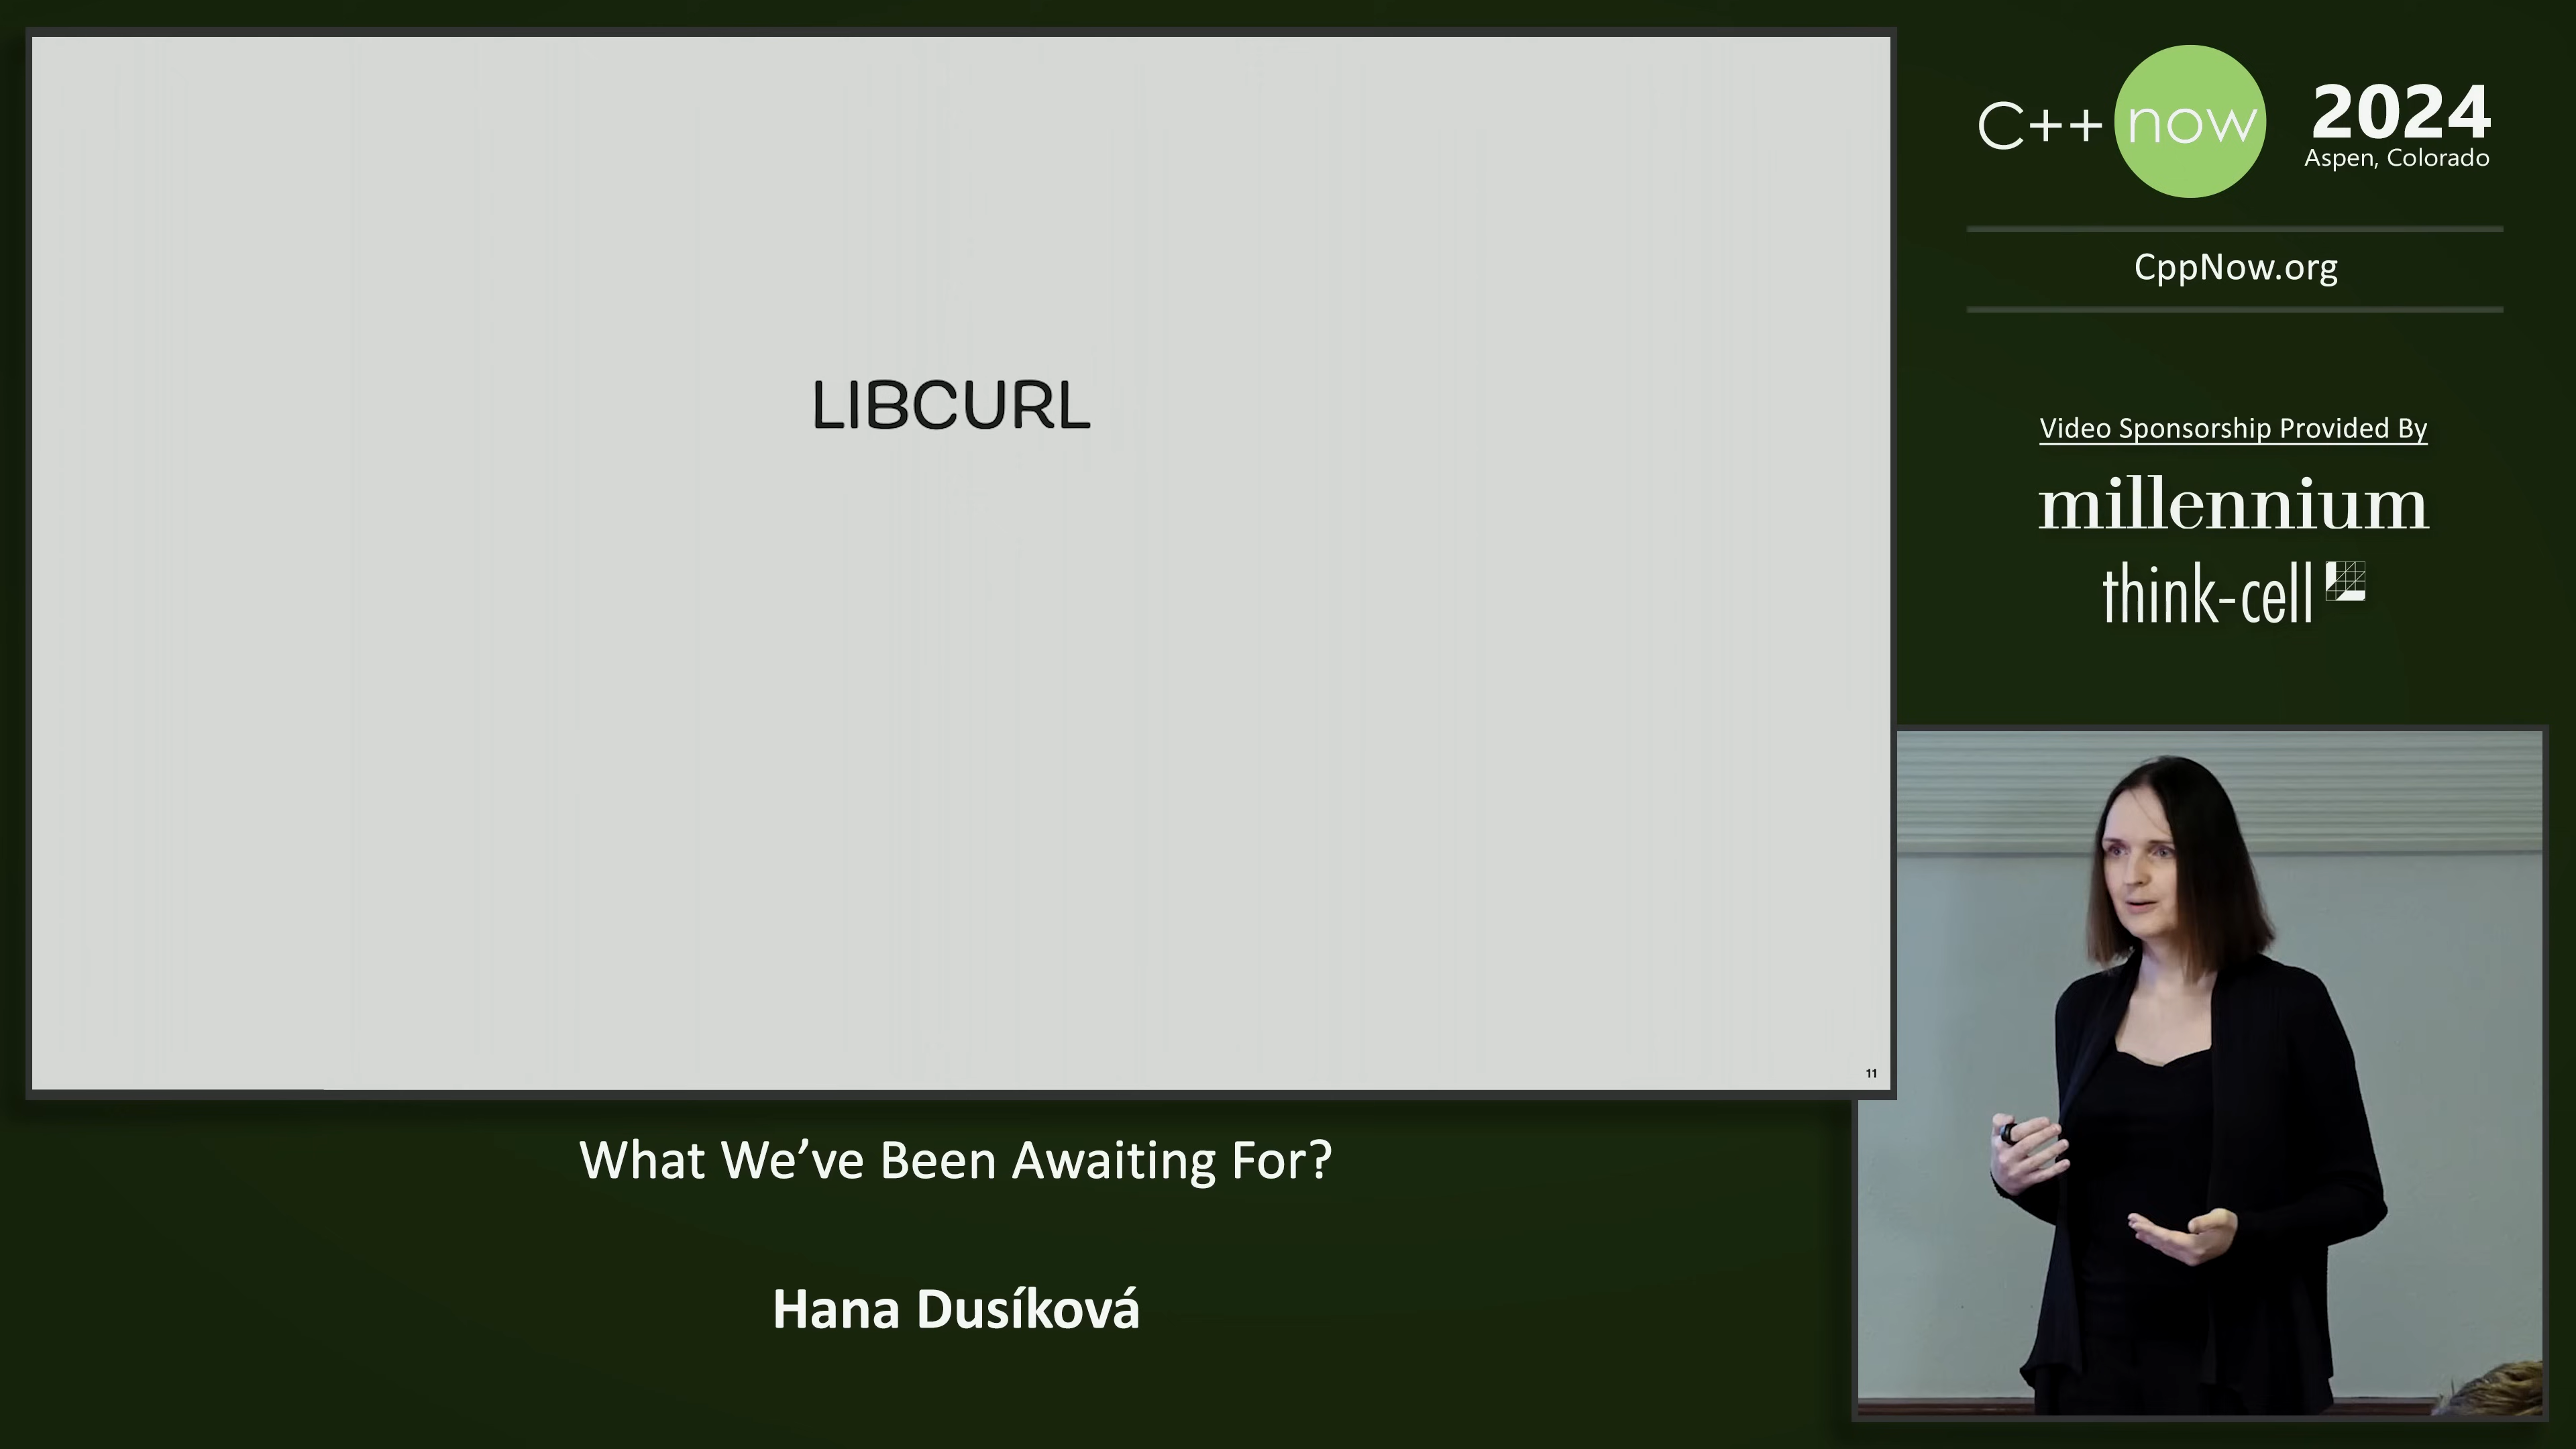 LIBCURL
11
What We’ve Been Awaiting For?
Hana Dusíková
C++ now
2024
Aspen, Colorado
CppNow.org
Video Sponsorship Provided By
millennium
think-cell